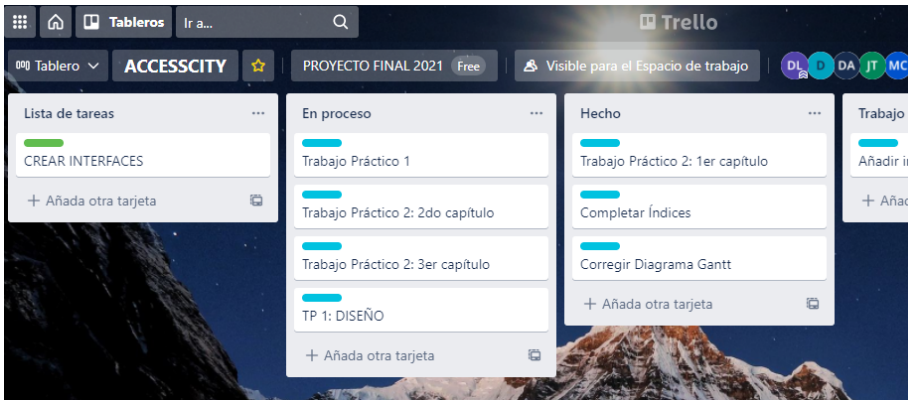 Tableros
Ir a...
Trello
Tablero
ACCESSCITY
PROYECTO FINAL 2021 Free
Visible para el Espacio de trabajo
DL D DA JT MC
Lista de tareas
CREAR INTERFACES
+ Añada otra tarjeta
En proceso
Trabajo Práctico 1
Trabajo Práctico 2: 2do capítulo
Trabajo Práctico 2: 3er capítulo
TP 1: DISEÑO
+ Añada otra tarjeta
Hecho
Trabajo Práctico 2: 1er capítulo
Completar Índices
Corregir Diagrama Gantt
+ Añada otra tarjeta
Trabajo
Añadir